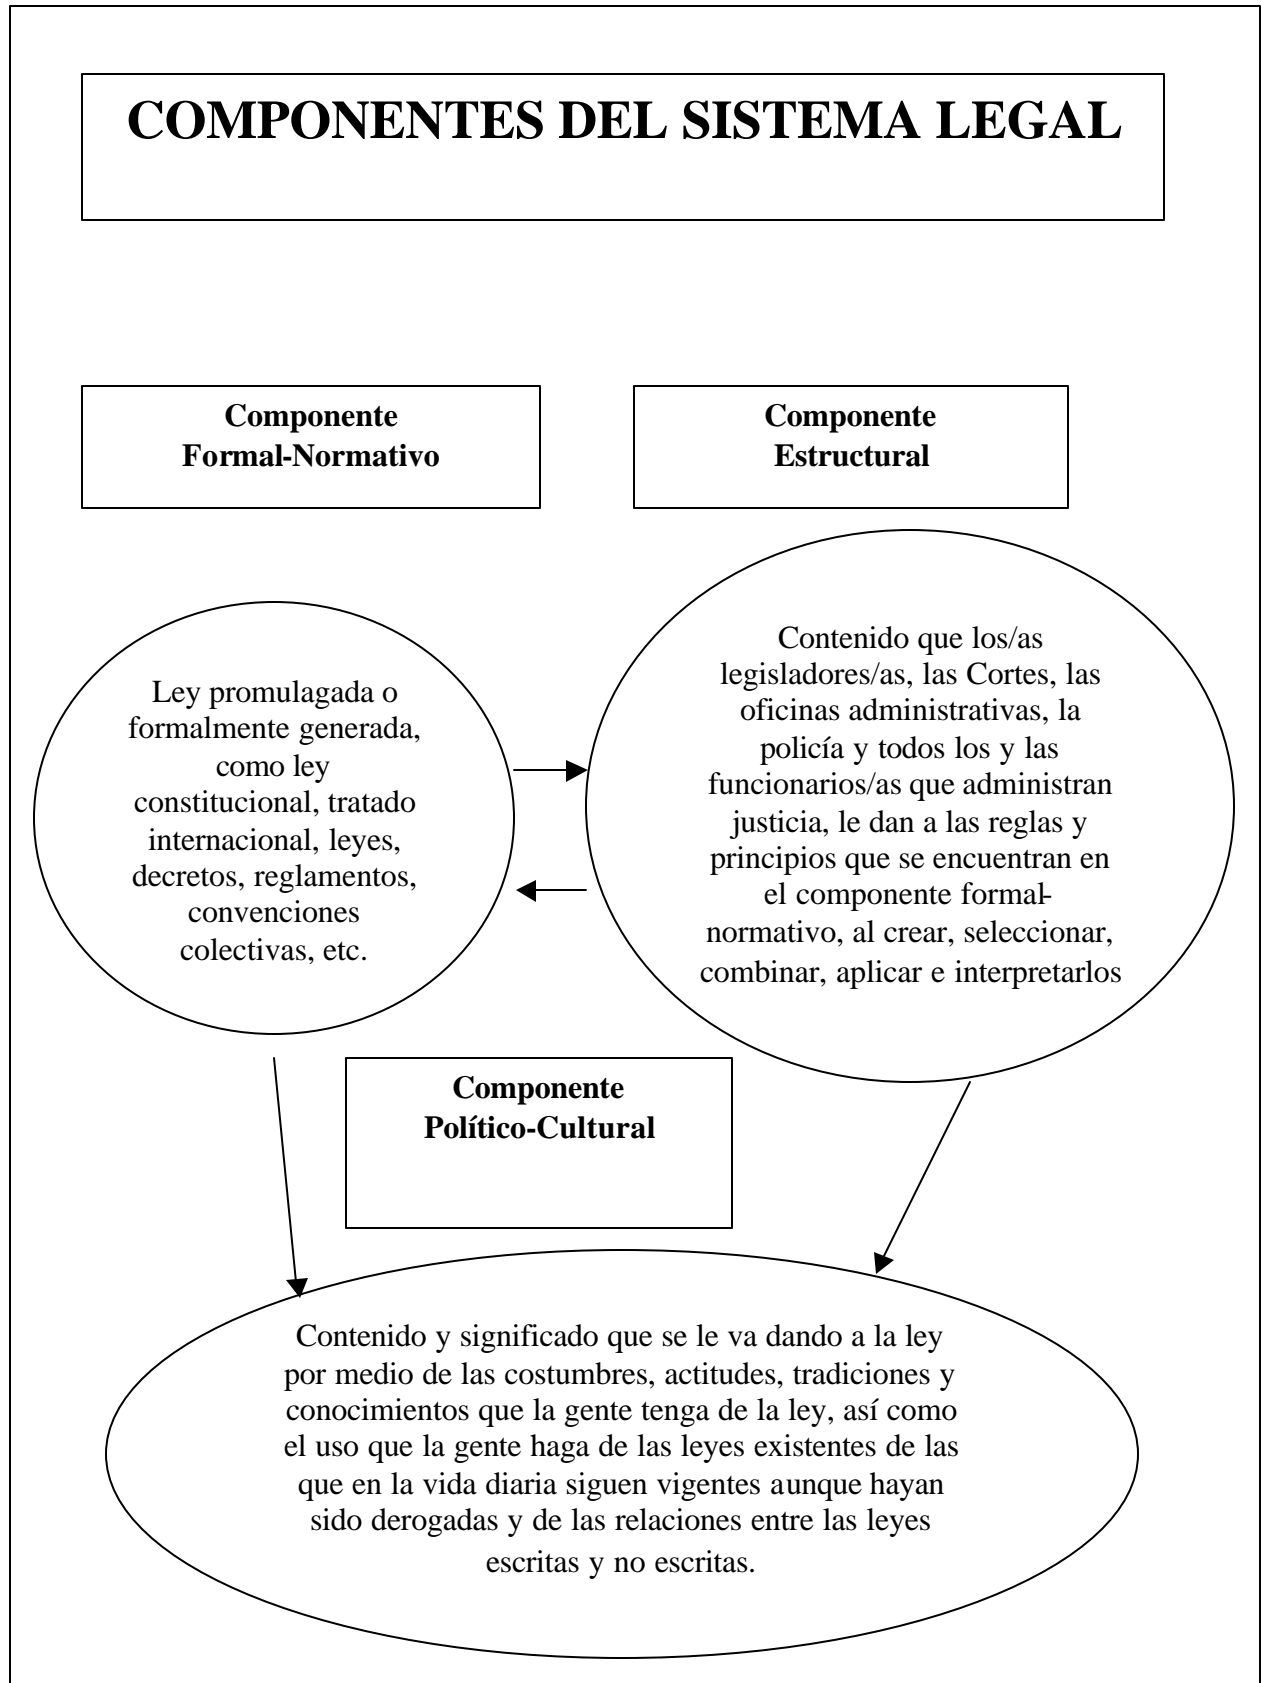 COMPONENTES DEL SISTEMA LEGAL
Componente
Formal-Normativo
Componente
Estructural
Ley promulagada o
formalmente generada,
como ley
constitucional, tratado
internacional, leyes,
decretos, reglamentos,
convenciones
colectivas, etc.
Contenido que los/as
legisladores/as, las Cortes, las
oficinas administrativas, la
policía y todos los y las
funcionarios/as que administran
justicia, le dan a las reglas y
principios que se encuentran en
el componente formal-
normativo, al crear, seleccionar,
combinar, aplicar e interpretarlos
Componente
Político-Cultural
Contenido y significado que se le va dando a la ley
por medio de las costumbres, actitudes, tradiciones y
conocimientos que la gente tenga de la ley, así como
el uso que la gente haga de las leyes existentes de las
que en la vida diaria siguen vigentes aunque hayan
sido derogadas y de las relaciones entre las leyes
escritas y no escritas.